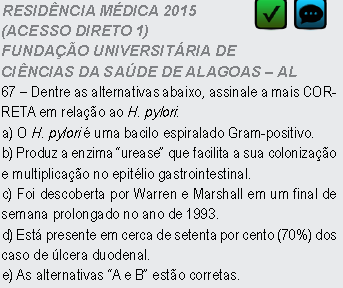 RESIDÊNCIA MÉDICA 2015
(ACESSO DIRETO 1)
FUNDAÇÃO UNIVERSITÁRIA DE
CIÊNCIAS DA SAÚDE DE ALAGOAS – AL
67 – Dentre as alternativas abaixo, assinale a mais COR-
RETA em relação ao H. pylori:
a) O H. pylori é uma bacilo espiralado Gram-positivo.
b) Produz a enzima “urease” que facilita a sua colonização
e multiplicação no epitélio gastrointestinal.
c) Foi descoberta por Warren e Marshall em um final de
semana prolongado no ano de 1993.
d) Está presente em cerca de setenta por cento (70%) dos
caso de úlcera duodenal.
e) As alternativas “A e B” estão corretas.